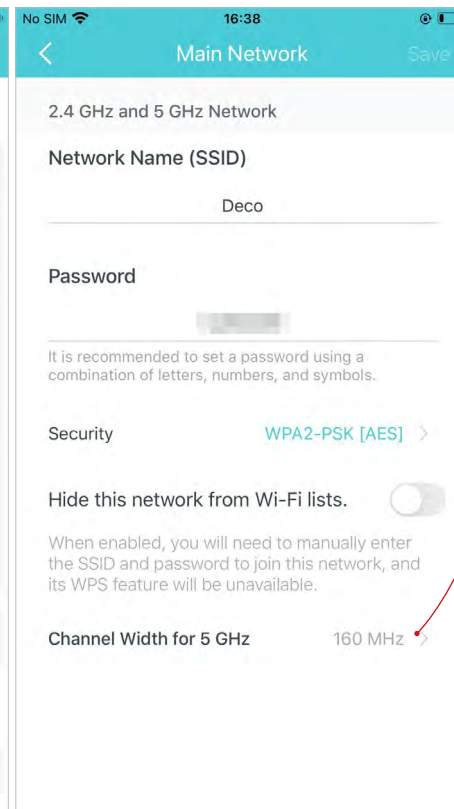 No SIM 16:38
Main Network Save
2.4 GHz and 5 GHz Network
Network Name (SSID)
Deco
Password
It is recommended to set a password using a
combination of letters, numbers, and symbols.
Security WPA2-PSK [AES]
Hide this network from Wi-Fi lists.
When enabled, you will need to manually enter
the SSID and password to join this network, and
its WPS feature will be unavailable.
Channel Width for 5 GHz 160 MHz